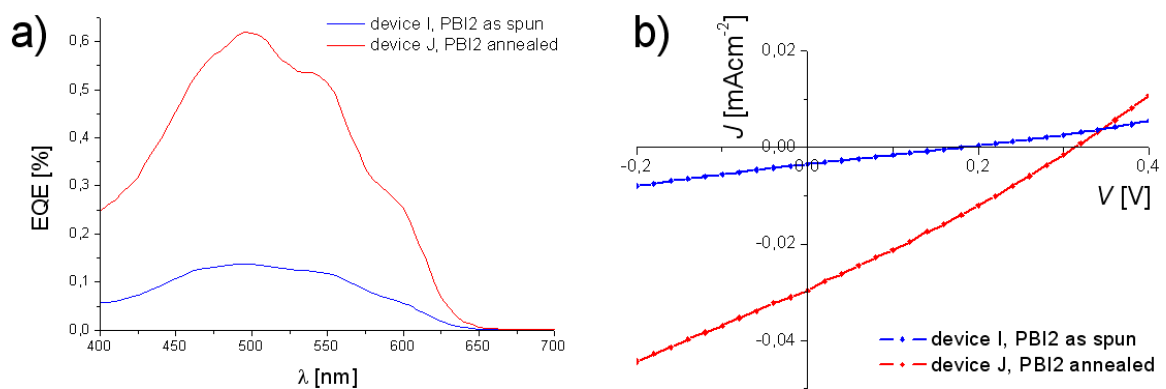 a)
device I, PBI2 as spun
device J, PBI2 annealed
0,6
0,5
0,4
0,3
0,2
0,1
0,0
EQE [%]
400 450 500 550 600 650 700
λ [nm]
b)
J [mAcm-2]
0,02
0,00
-0,02
-0,04
-0,2 0,0 0,2 0,4
V [V]
device I, PBI2 as spun
device J, PBI2 annealed